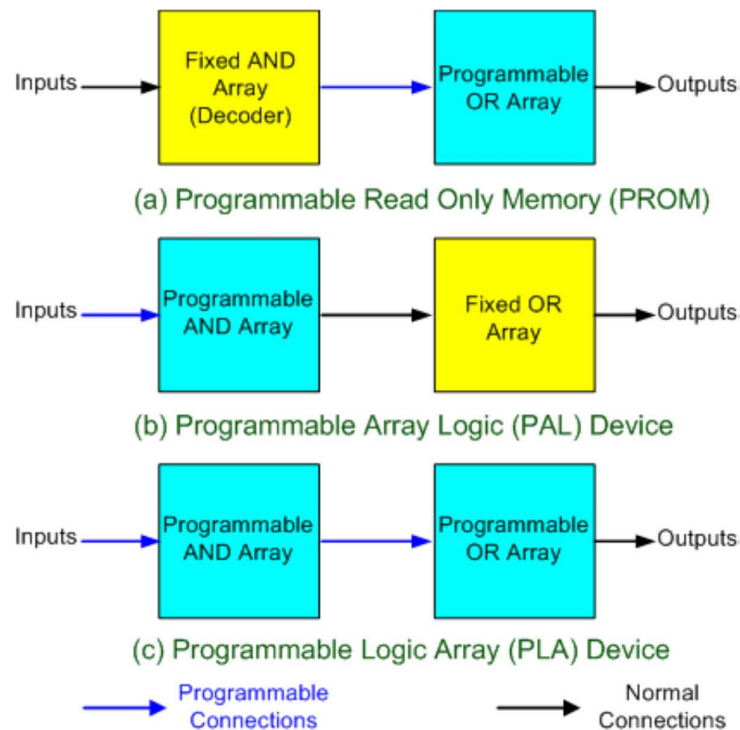 Inputs
Fixed AND
Array
(Decoder)
Programmable
OR Array
Outputs
(a) Programmable Read Only Memory (PROM)
Inputs
Programmable
AND Array
Fixed OR
Array
Outputs
(b) Programmable Array Logic (PAL) Device
Inputs
Programmable
AND Array
Programmable
OR Array
Outputs
(c) Programmable Logic Array (PLA) Device
Programmable
Connections
Normal
Connections